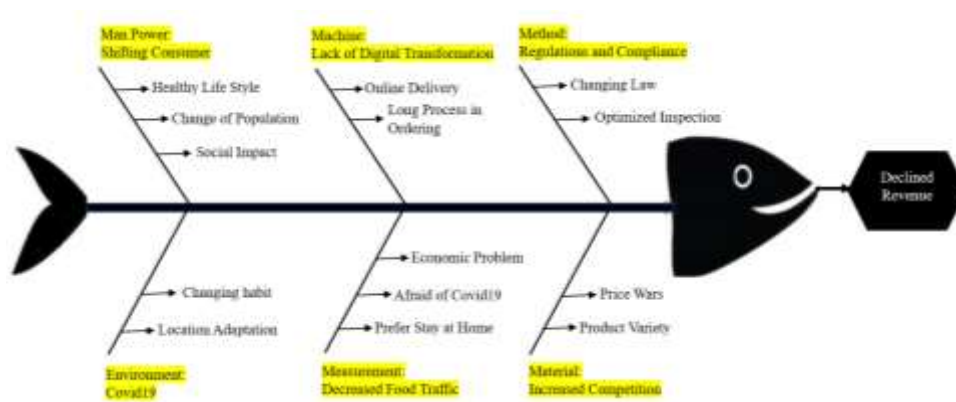 Man Power:
Shifting Consumer
Healthy Life Style
Change of Population
Social Impact
Machine:
Lack of Digital Transformation
Online Delivery
Long Process in
Ordering
Method:
Regulations and Compliance
Changing Law
Optimized Inspection
Declined
Revenue
Changing habit
Location Adaptation
Environment:
Covid19
Economic Problem
Afraid of Covid19
Prefer Stay at Home
Measurement:
Decreased Food Traffic
Price Wars
Product Variety
Material:
Increased Competition